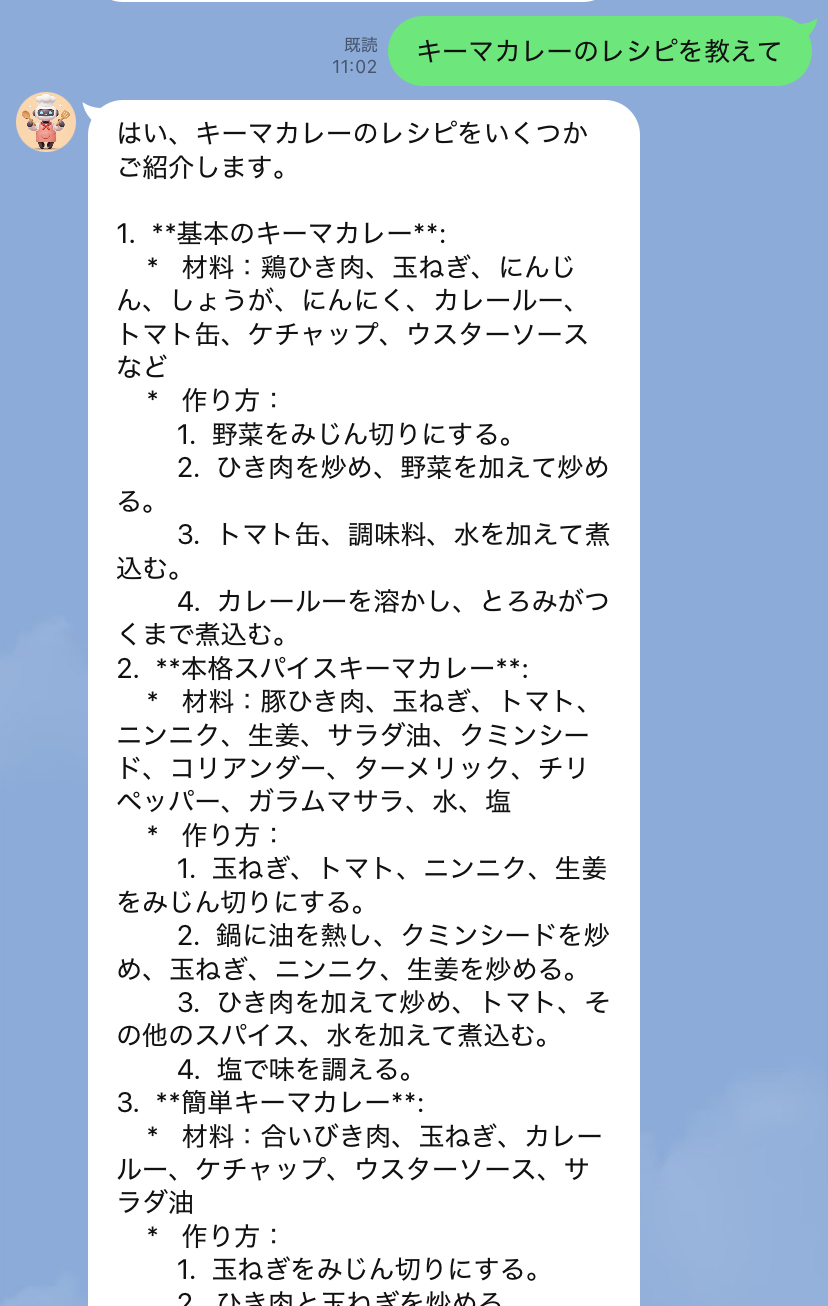 キーマカレーのレシピを教えて
既読
11:02
はい、キーマカレーのレシピをいくつか
ご紹介します。
1. **基本のキーマカレー**:
* 材料：鶏ひき肉、玉ねぎ、にんじ
ん、しょうが、にんにく、カレールー、
トマト缶、ケチャップ、ウスターソース
など
* 作り方：
1. 野菜をみじん切りにする。
2. ひき肉を炒め、野菜を加えて炒め
る。
3. トマト缶、調味料、水を加えて煮
込む。
4. カレールーを溶かし、とろみがつ
くまで煮込む。
2. **本格スパイスキーマカレー**:
* 材料：豚ひき肉、玉ねぎ、トマト、
ニンニク、生姜、サラダ油、クミンシー
ド、コリアンダー、ターメリック、チリ
ペッパー、ガラムマサラ、水、塩
* 作り方：
1. 玉ねぎ、トマト、ニンニク、生姜
をみじん切りにする。
2. 鍋に油を熱し、クミンシードを炒
め、玉ねぎ、ニンニク、生姜を炒める。
3. ひき肉を加えて炒め、トマト、そ
の他のスパイス、水を加えて煮込む。
4. 塩で味を調える。
3. **簡単キーマカレー**:
* 材料：合いびき肉、玉ねぎ、カレー
ルー、ケチャップ、ウスターソース、サ
ラダ油
* 作り方：
1. 玉ねぎをみじん切りにする。
2. ひき肉と玉ねぎを炒める